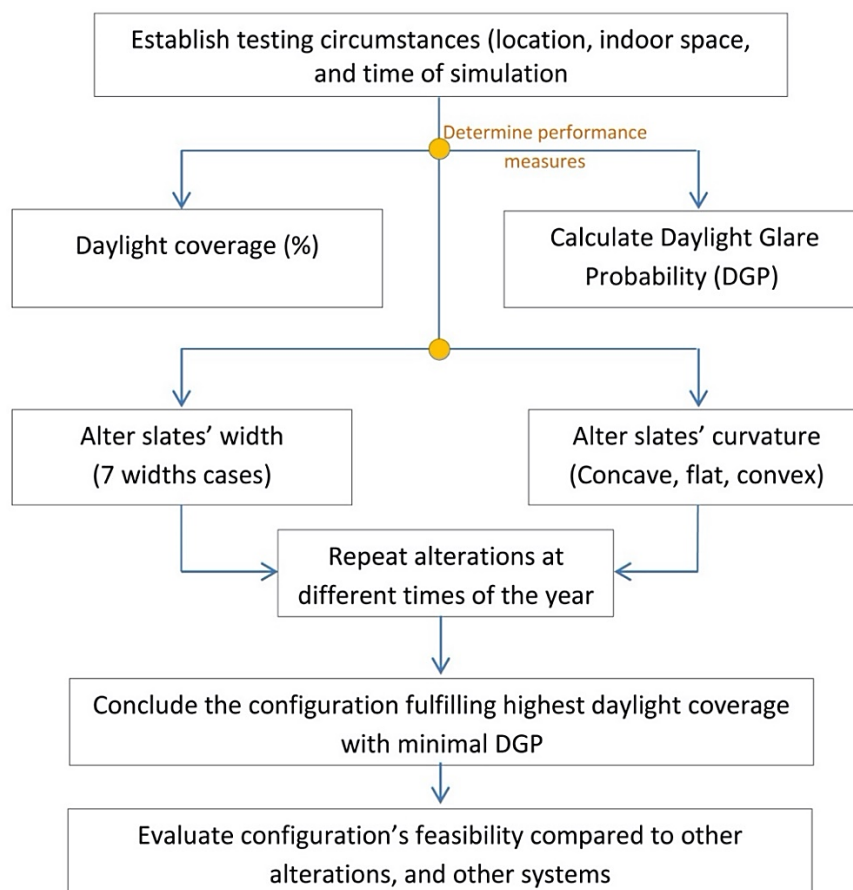 Establish testing circumstances (location, indoor space,
and time of simulation
Determine performance
measures
Daylight coverage (%)
Calculate Daylight Glare
Probability (DGP)
Alter slates’ width
(7 widths cases)
Alter slates’ curvature
(Concave, flat, convex)
Repeat alterations at
different times of the year
Conclude the configuration fulfilling highest daylight coverage
with minimal DGP
Evaluate configuration’s feasibility compared to other
alterations, and other systems